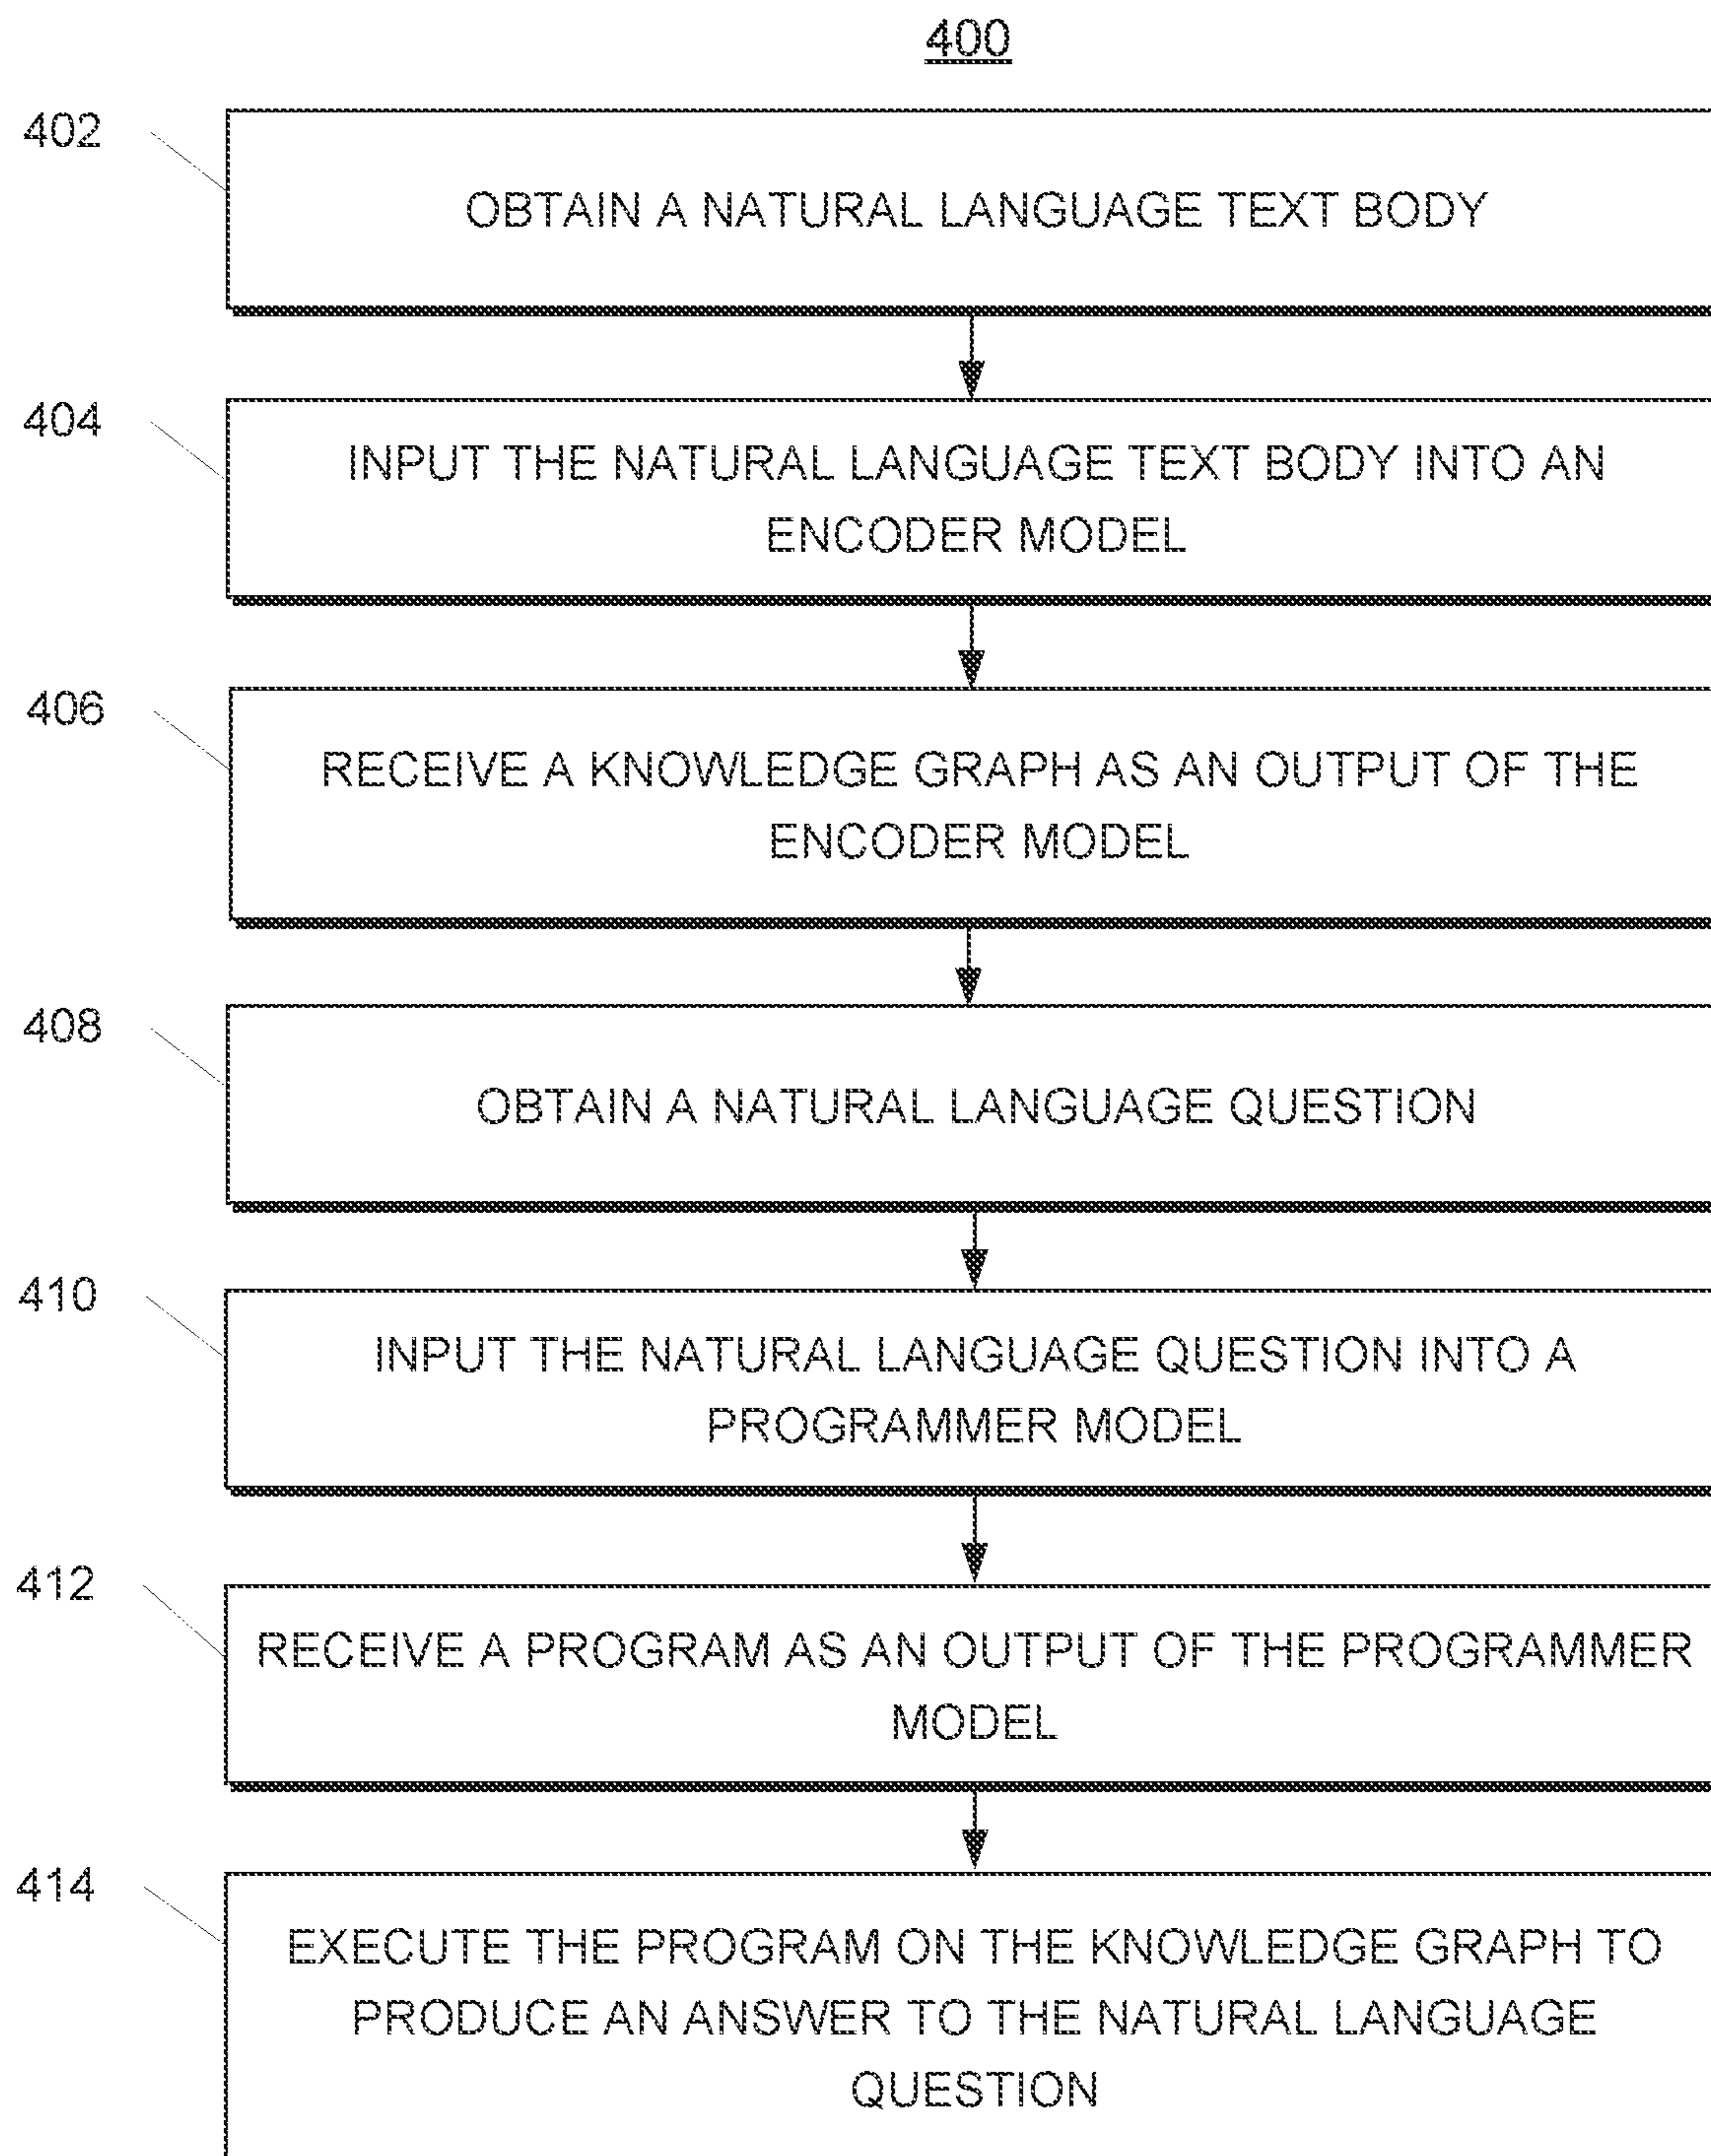 400
402
OBTAIN A NATURAL LANGUAGE TEXT BODY
404
INPUT THE NATURAL LANGUAGE TEXT BODY INTO AN
ENCODER MODEL
406
RECEIVE A KNOWLEDGE GRAPH AS AN OUTPUT OF THE
ENCODER MODEL
408
OBTAIN A NATURAL LANGUAGE QUESTION
410
INPUT THE NATURAL LANGUAGE QUESTION INTO A
PROGRAMMER MODEL
412
RECEIVE A PROGRAM AS AN OUTPUT OF THE PROGRAMMER
MODEL
414
EXECUTE THE PROGRAM ON THE KNOWLEDGE GRAPH TO
PRODUCE AN ANSWER TO THE NATURAL LANGUAGE
QUESTION